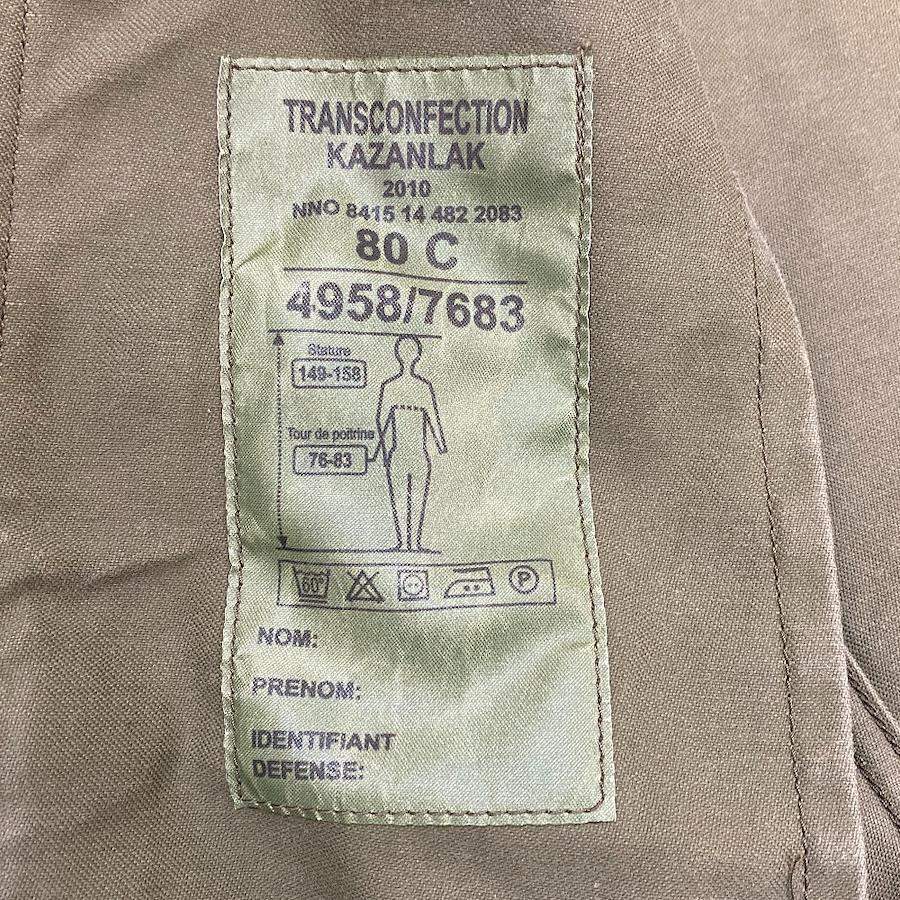 TRANSCONFECTION
KAZANLAK
2010
NNO 8415 14 482 2083
80 C
4958/7683
Stature
149-158
Tour de poitrine
76-83
60°
P
NOM:
PRENOM:
IDENTIFIANT
DEFENSE: